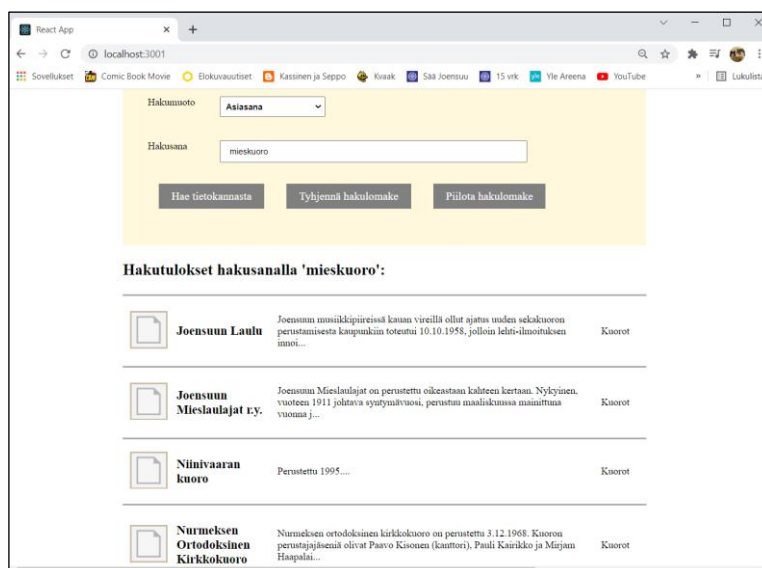 React App
localhost:3001
Sovellukset Comic Book Movie Elokuvauutiset Kassinen ja Seppo Kvaak Sää Joensuu 15 vrk Yle Areena YouTube » Lukulista
Hakumuoto Asiasana
Hakusana mieskuoro
Hae tietokannasta Tyhjennä hakulomake Piilota hakulomake
Hakutulokset hakusanalla 'mieskuoro':
Joensuun Laulu
Joensuun musiikkipiireissä kauan vireillä ollut ajatus uuden sekakuoron
perustamisesta kaupunkiin toteutui 10.10.1958, jolloin lehti-ilmoituksen
innoi...
Kuorot
Joensuun
Mieslaulajat r.y.
Joensuun Mieslaulajat on perustettu oikeastaan kahteen kertaan. Nykyinen,
vuoteen 1911 johtava syntymävuosi, perustuu maaliskuussa mainittuna
vuonna j...
Kuorot
Niinivaaran
kuoro
Perustettu 1995....
Kuorot
Nurmeksen
Ortodoksinen
Kirkkokuoro
Nurmeksen ortodoksinen kirkkokuoro on perustettu 3.12.1968. Kuoron
perustajajäseniä olivat Paavo Kisonen (kanttori), Pauli Kairikko ja Mirjam
Haapalai...
Kuorot